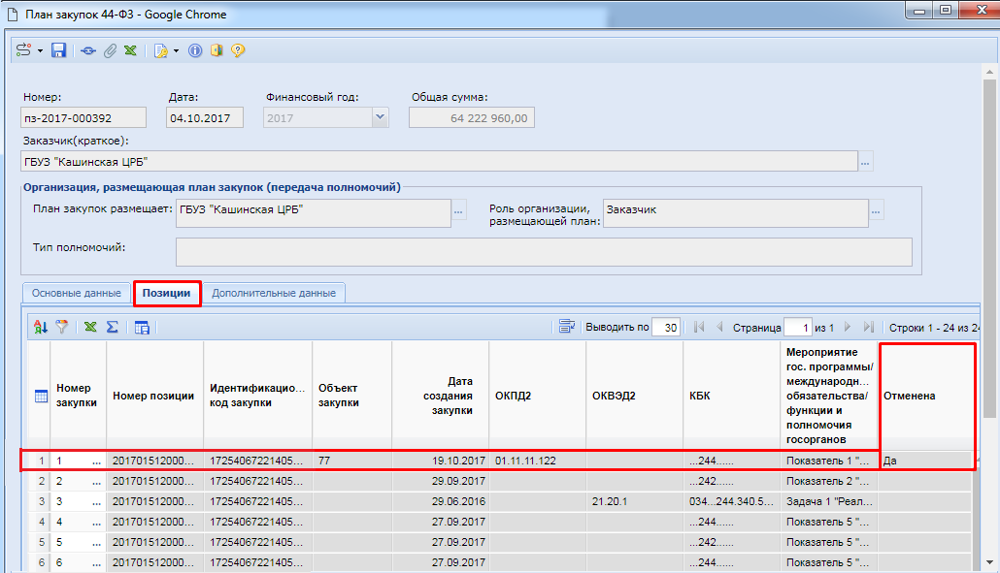 План закупок 44-ФЗ - Google Chrome
Номер: Дата: Финансовый год: Общая сумма:
пз-2017-000392 04.10.2017 2017 64 222 960,00
Заказчик(краткое):
ГБУЗ "Кашинская ЦРБ" ...
Организация, размещающая план закупок (передача полномочий)
План закупок размещает: ГБУЗ "Кашинская ЦРБ" ... Роль организации, размещающей план: Заказчик ...
Тип полномочий:
Основные данные Позиции Дополнительные данные
Выводить по 30 Страница 1 из 1 Строки 1 - 24 из 24
Номер закупки Номер позиции Идентификацио... код закупки Объект закупки Дата создания закупки ОКПД2 ОКВЭД2 КБК Мероприятие гос. программы/ международн... обязательства/ функции и полномочия госорганов Отменена
1 1 ... 201701512000... 17254067221405... 77 19.10.2017 01.11.11.122 ...244...... Показатель 1 "... Да
2 2 ... 201701512000... 17254067221405... 29.09.2017 ...242...... Показатель 2 "...
3 3 ... 201701512000... 17254067221405... 29.06.2016 21.20.1 034...244.340.5... Задача 1 "Реал...
4 4 ... 201701512000... 17254067221405... 27.09.2017 ...244...... Показатель 5 "...
5 5 ... 201701512000... 17254067221405... 27.09.2017 ...242...... Показатель 5 "...
6 6 ... 201701512000... 17254067221405... 27.09.2017 ...244...... Показатель 5 "...